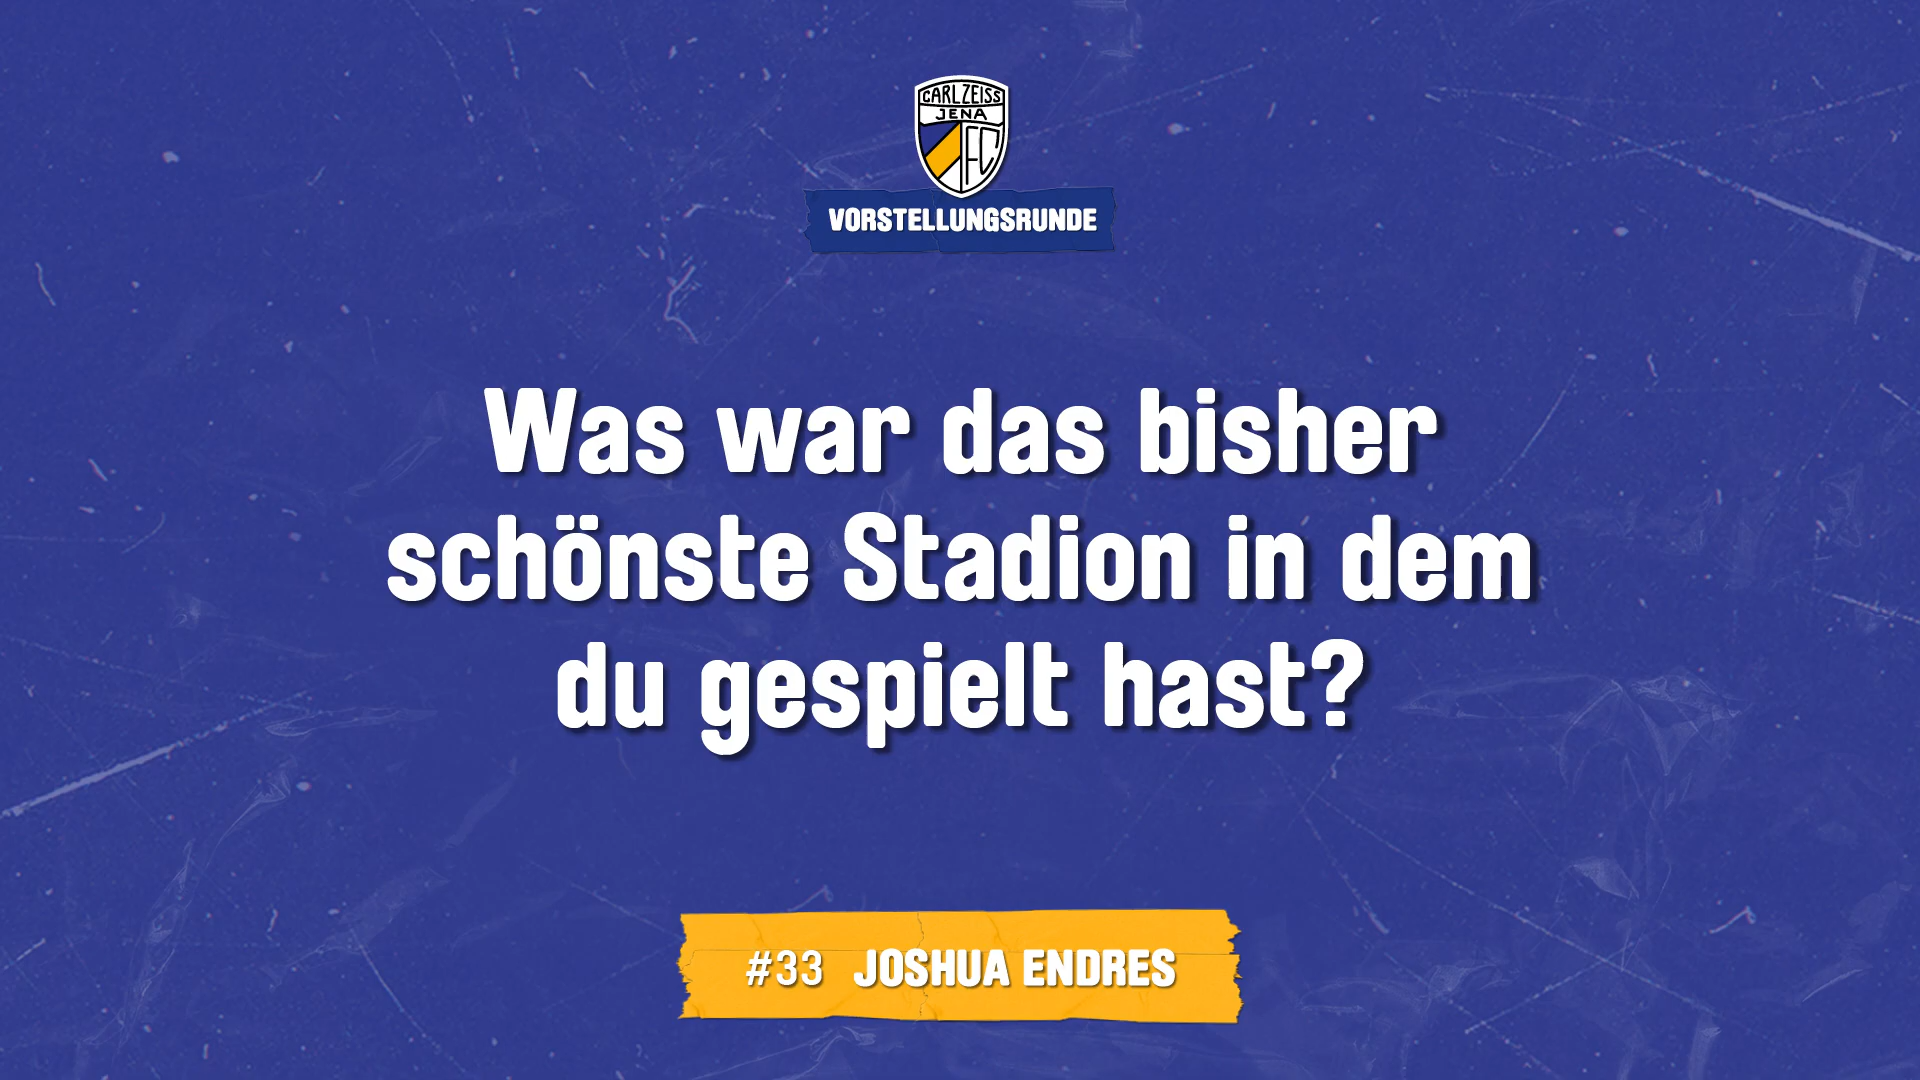 CARL ZEISS
JENA
FC
VORSTELLUNGSRUNDE
Was war das bisher
schönste Stadion in dem
du gespielt hast?
#33 JOSHUA ENDRES